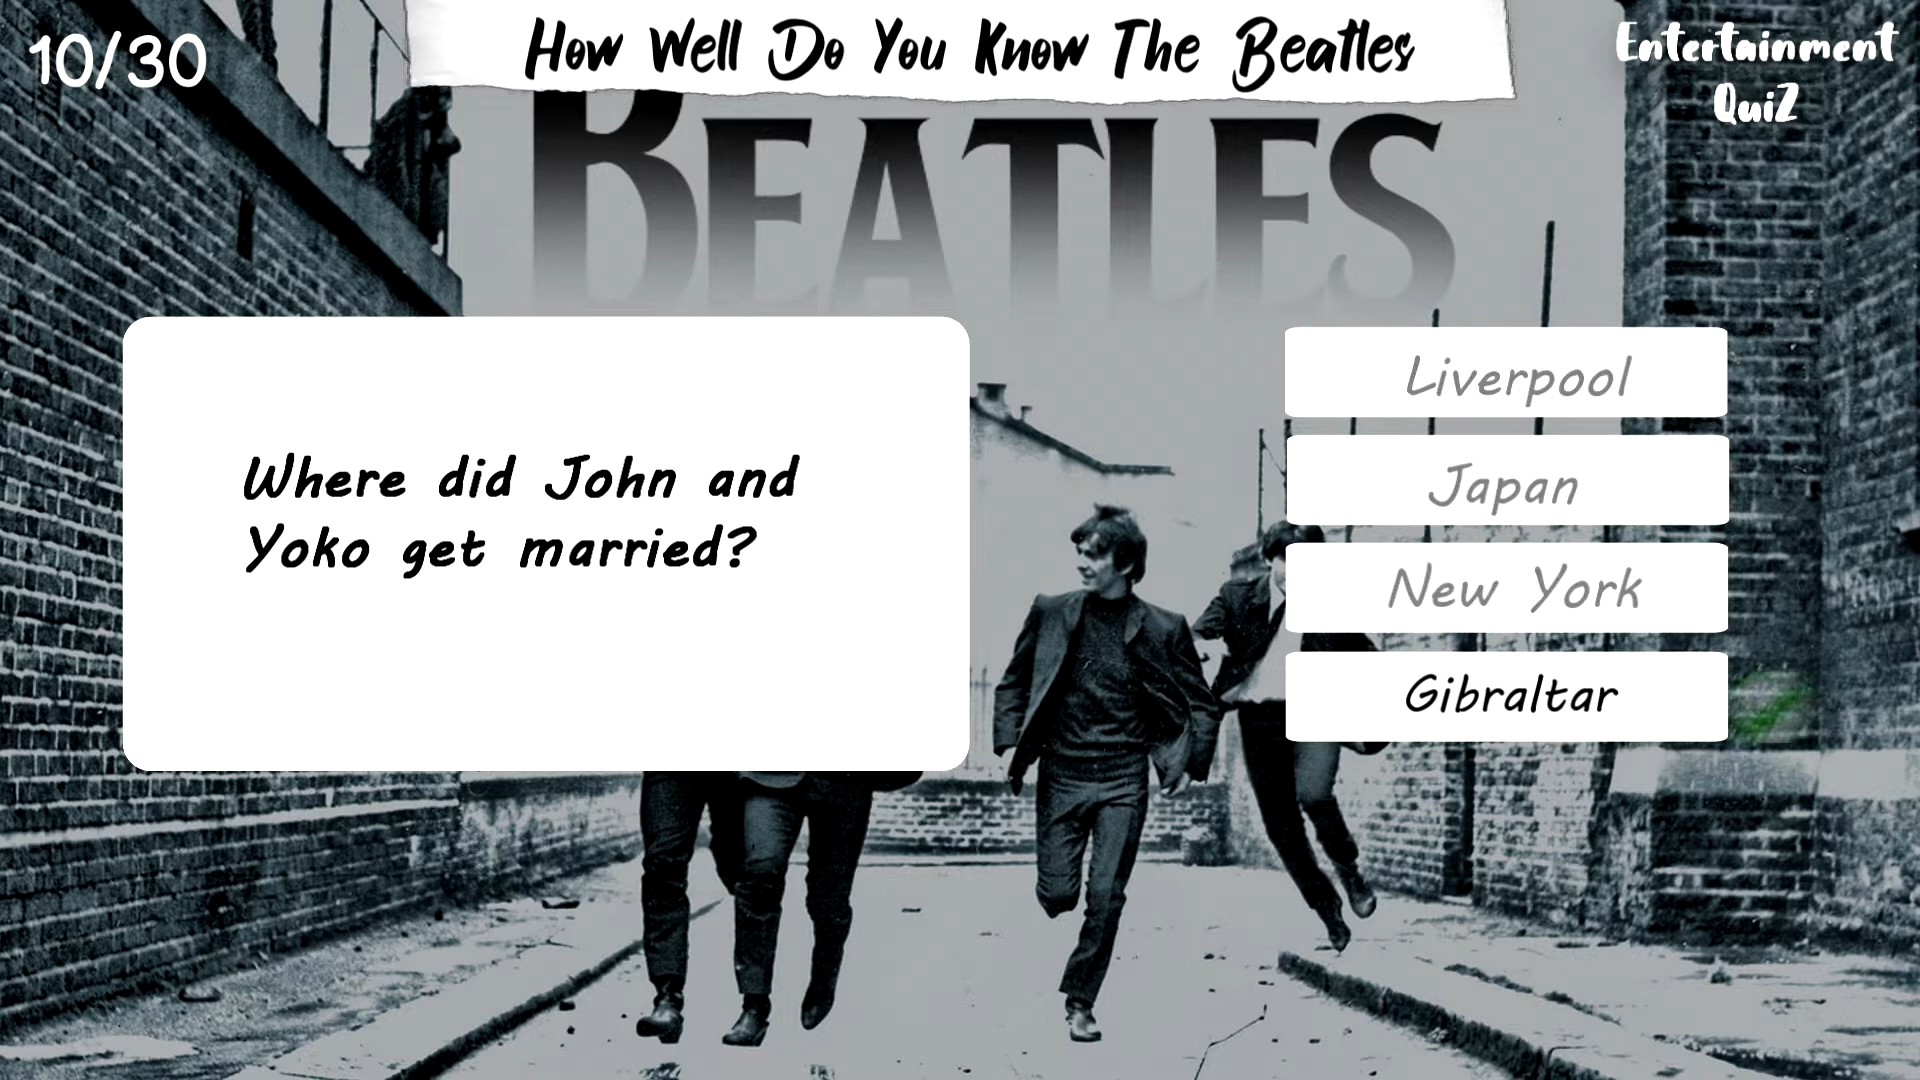 10/30
How Well Do You Know The Beatles
Entertainment
QuiZ
BEATLES
Where did John and
Yoko get married?
Liverpool
Japan
New York
Gibraltar